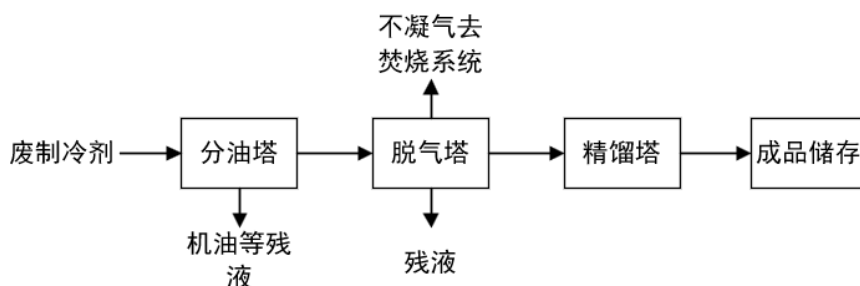 不凝气去
焚烧系统
废制冷剂
分油塔
脱气塔
精馏塔
成品储存
机油等残
液
残液